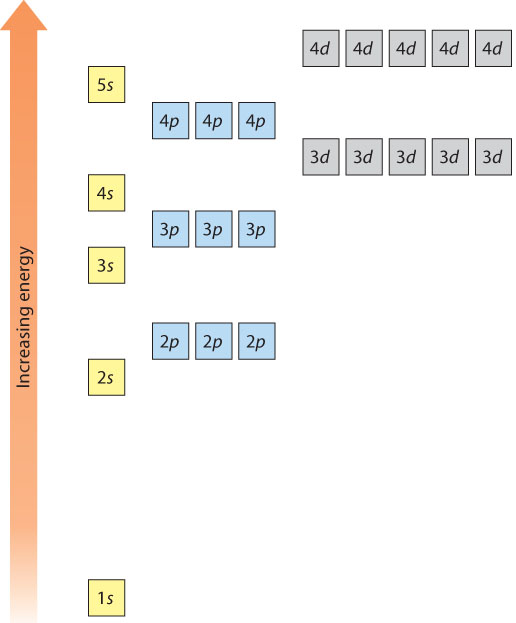 4d 4d 4d 4d 4d
5s
4p 4p 4p
3d 3d 3d 3d 3d
4s
3p 3p 3p
3s
2p 2p 2p
2s
1s
Increasing energy